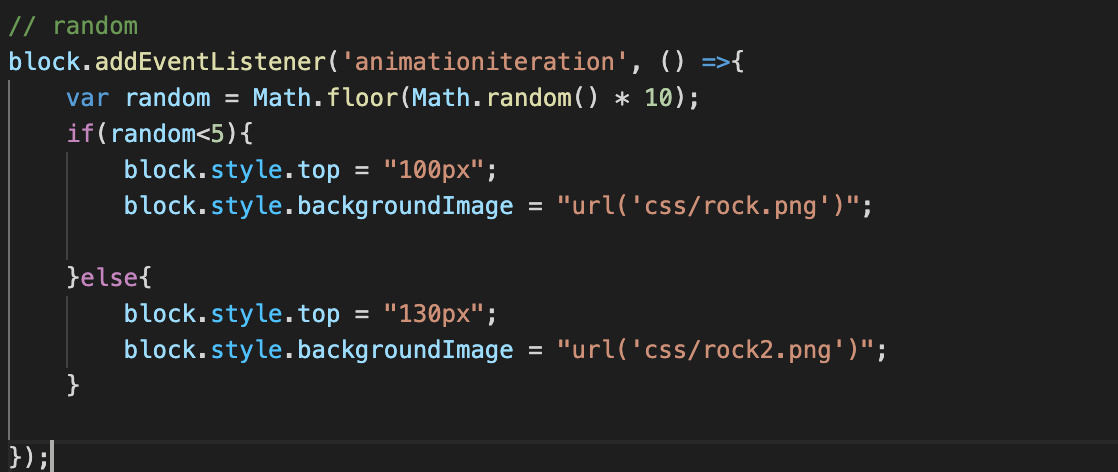 // random
block.addEventListener('animationiteration', () =>{
    var random = Math.floor(Math.random() * 10);
    if(random<5){
        block.style.top = "100px";
        block.style.backgroundImage = "url('css/rock.png')";

    }else{
        block.style.top = "130px";
        block.style.backgroundImage = "url('css/rock2.png')";
    }

});